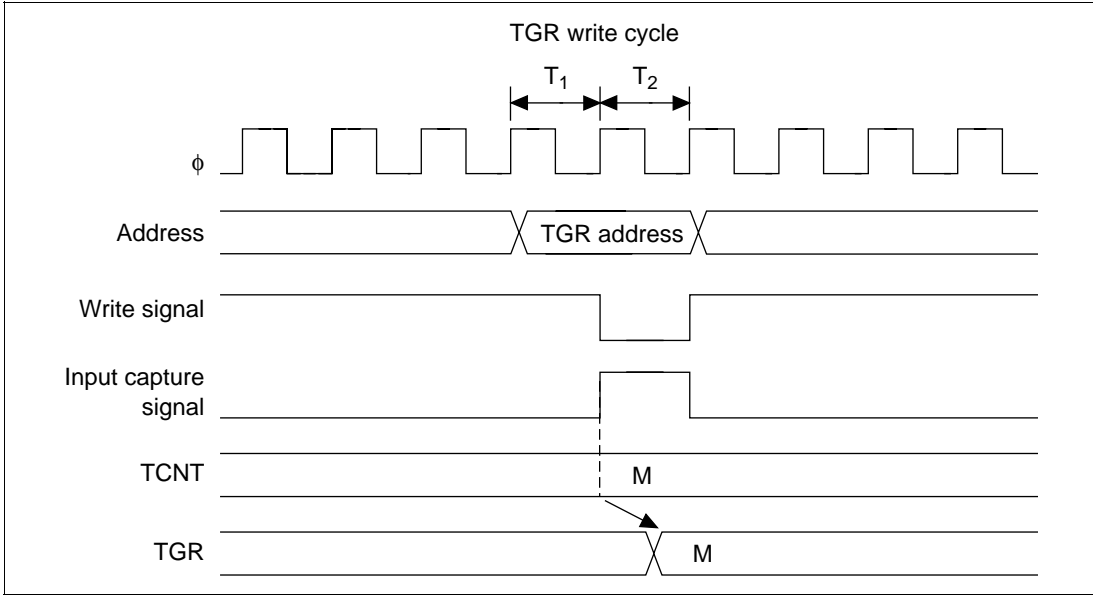 TGR write cycle
T1 T2
ϕ
Address TGR address
Write signal
Input capture
signal
TCNT M
TGR M